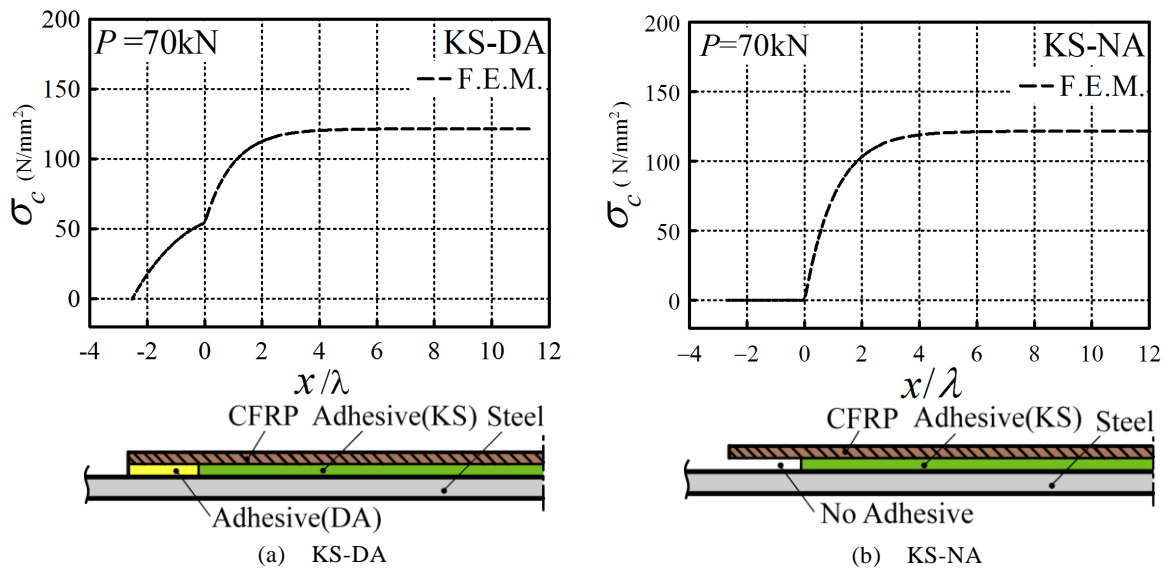 200
P =70kN
KS-DA
F.E.M.
150
100
50
0
σc (N/mm²)
-4 -2 0 2 4 6 8 10 12
x/λ
CFRP Adhesive(KS) Steel
Adhesive(DA)
(a) KS-DA
200
P=70kN
KS-NA
F.E.M.
150
100
50
0
σc ( N/mm²)
−4 −2 0 2 4 6 8 10 12
x/λ
CFRP Adhesive(KS) Steel
No Adhesive
(b) KS-NA